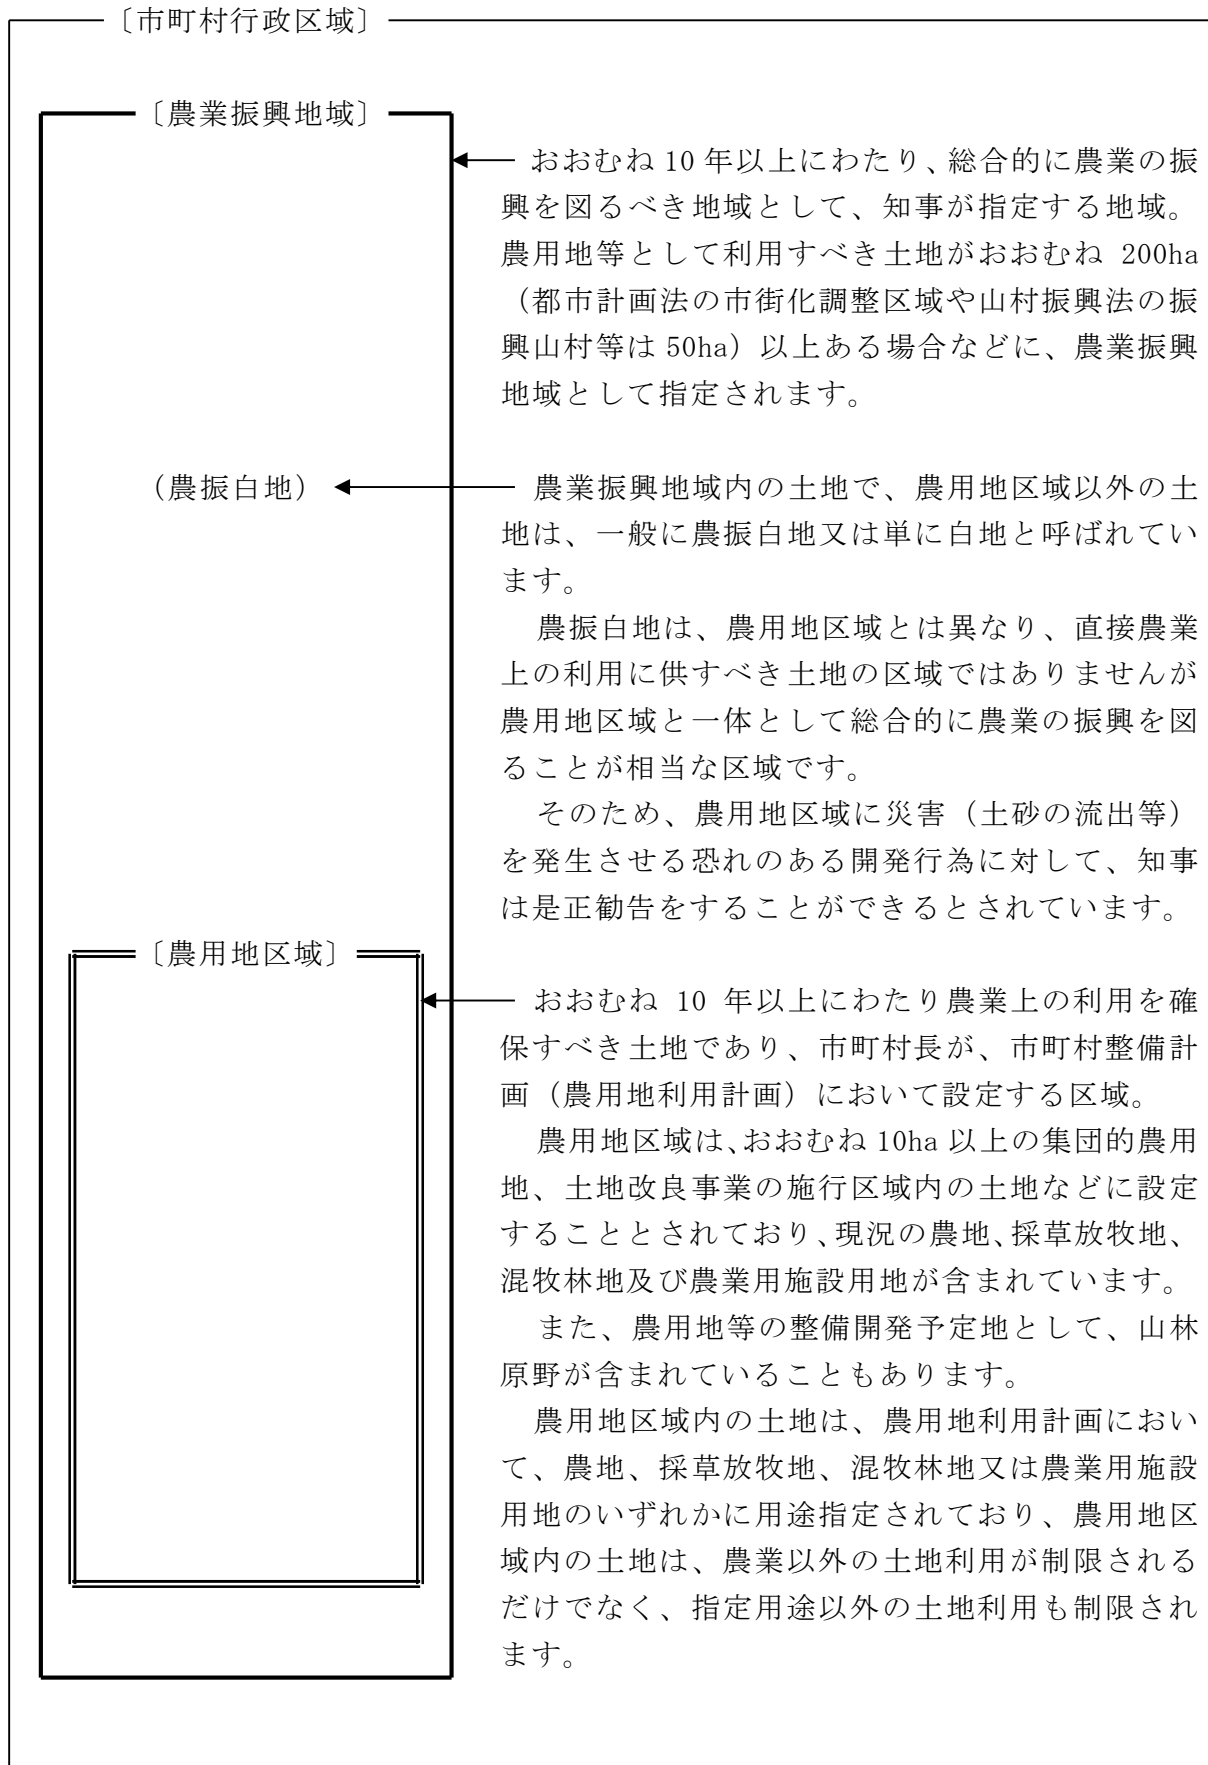 〔市町村行政区域〕
〔農業振興地域〕
おおむね 10 年以上にわたり、総合的に農業の振
興を図るべき地域として、知事が指定する地域。
農用地等として利用すべき土地がおおむね 200ha
（都市計画法の市街化調整区域や山村振興法の振
興山村等は 50ha）以上ある場合などに、農業振興
地域として指定されます。
（農振白地）
農業振興地域内の土地で、農用地区域以外の土
地は、一般に農振白地又は単に白地と呼ばれてい
ます。
農振白地は、農用地区域とは異なり、直接農業
上の利用に供すべき土地の区域ではありませんが
農用地区域と一体として総合的に農業の振興を図
ることが相当な区域です。
そのため、農用地区域に災害（土砂の流出等）
を発生させる恐れのある開発行為に対して、知事
は是正勧告をすることができるとされています。
〔農用地区域〕
おおむね 10 年以上にわたり農業上の利用を確
保すべき土地であり、市町村長が、市町村整備計
画（農用地利用計画）において設定する区域。
農用地区域は、おおむね 10ha 以上の集団的農用
地、土地改良事業の施行区域内の土地などに設定
することとされており、現況の農地、採草放牧地、
混牧林地及び農業用施設用地が含まれています。
また、農用地等の整備開発予定地として、山林
原野が含まれていることもあります。
農用地区域内の土地は、農用地利用計画におい
て、農地、採草放牧地、混牧林地又は農業用施設
用地のいずれかに用途指定されており、農用地区
域内の土地は、農業以外の土地利用が制限される
だけでなく、指定用途以外の土地利用も制限され
ます。